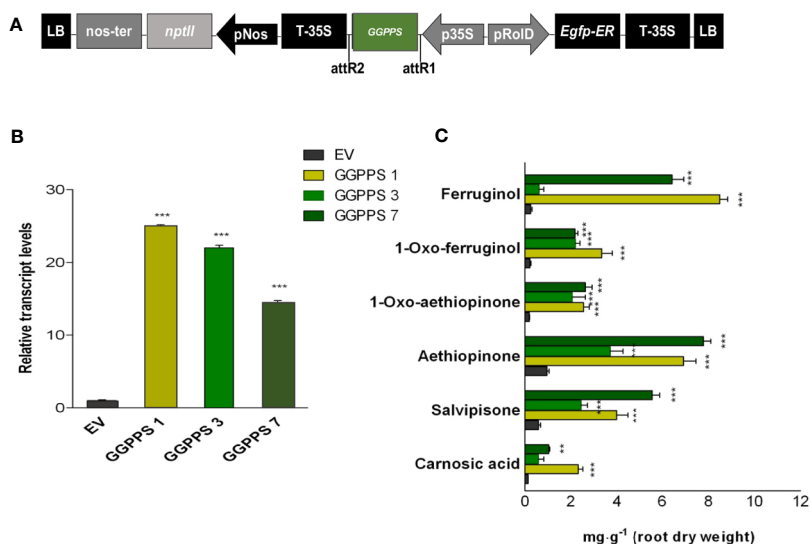 A
LB nos-ter nptII pNos T-35S GGPPS p35S pRolD Egfp-ER T-35S LB
attR2 attR1
B
EV
GGPPS 1
GGPPS 3
GGPPS 7
Relative transcript levels
30
20
10
0
***
***
***
EV
GGPPS 1
GGPPS 3
GGPPS 7
C
Ferruginol
***
***
1-Oxo-ferruginol
***
***
***
1-Oxo-aethiopinone
***
***
***
Aethiopinone
***
***
***
Salvipisone
***
***
***
Carnosic acid
**
***
0 2 4 6 8 10 12
mg·g⁻¹ (root dry weight)